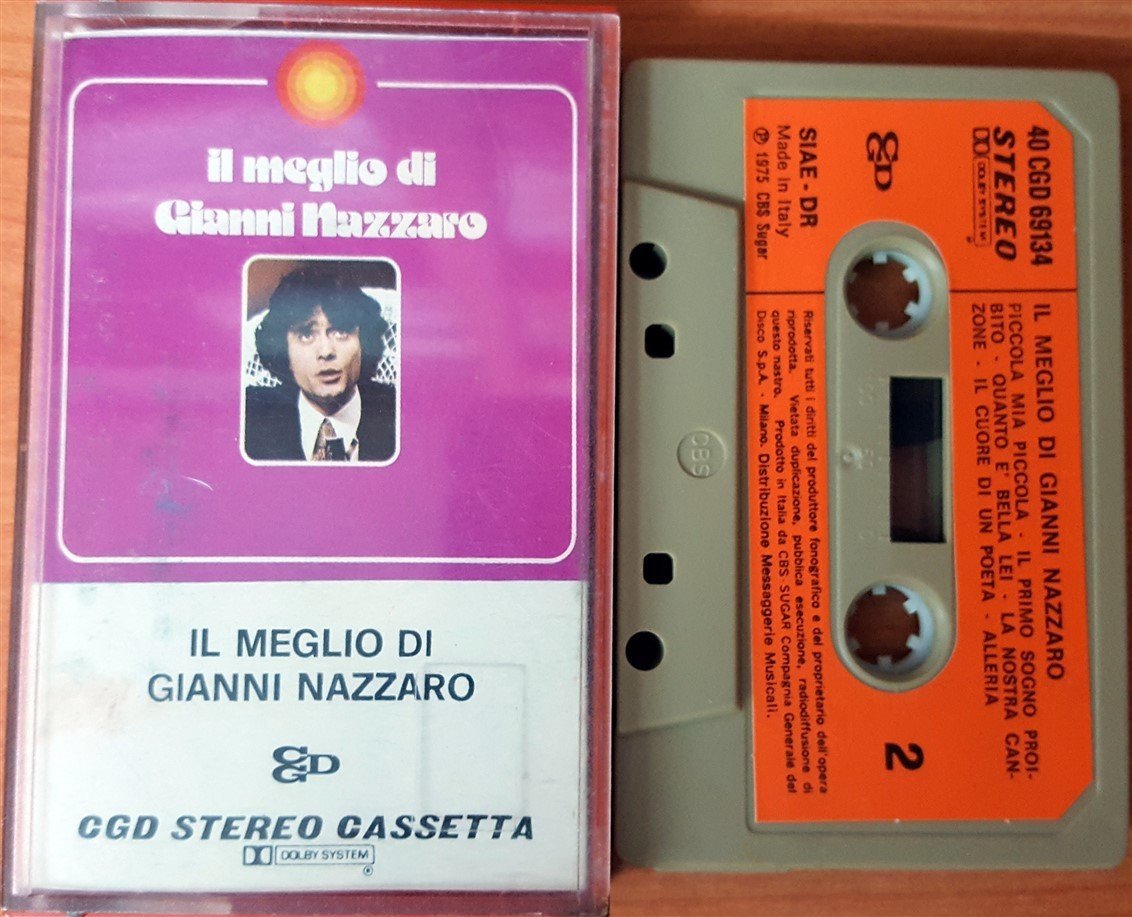 il meglio di
Gianni Nazzaro
IL MEGLIO DI
GIANNI NAZZARO
CGD
CGD STEREO CASSETTA
DOLBY SYSTEM
®
40 CGD 69134
STEREO
DOLBY SYSTEM
CGD
SIAE - DR
Made in Italy
℗ 1975 CBS Sugar
IL MEGLIO DI GIANNI NAZZARO
PICCOLA MIA PICCOLA - IL PRIMO SOGNO PROI-
BITO - QUANTO E' BELLA LEI - LA NOSTRA CAN-
ZONE - IL CUORE DI UN POETA - ALLERIA
2
Riservati tutti i diritti del produttore fonografico e del proprietario dell'opera
riprodotta. Vietata duplicazione, pubblica esecuzione, radiodiffusione di
questo nastro. Prodotto in Italia da CBS SUGAR Compagnia Generale del
Disco S.p.A. - Milano. Distribuzione Messaggerie Musicali.
CBS